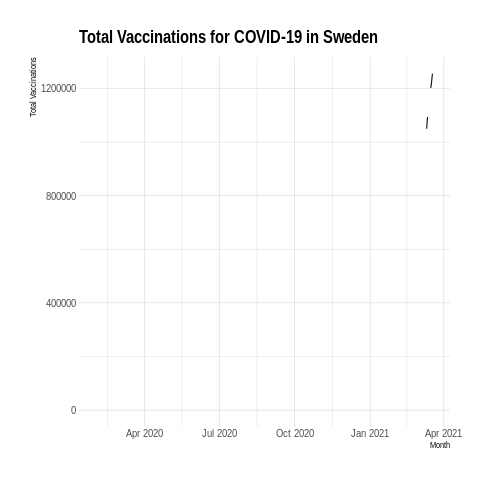 Total Vaccinations for COVID-19 in Sweden
Total Vaccinations
1200000
800000
400000
0
Apr 2020 Jul 2020 Oct 2020 Jan 2021 Apr 2021
Month